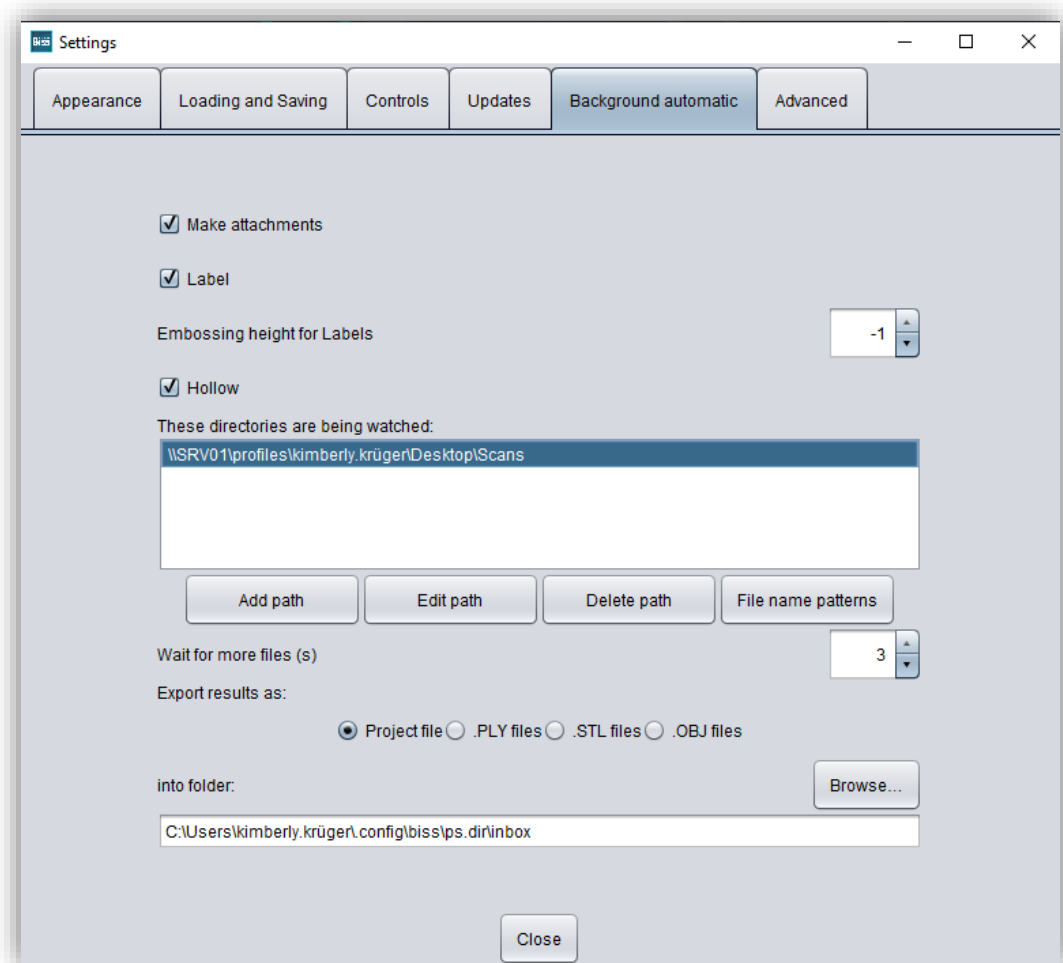 BiSS Settings
Appearance Loading and Saving Controls Updates Background automatic Advanced
Make attachments
Label
Embossing height for Labels -1
Hollow
These directories are being watched:
\\SRV01\profiles\kimberly.krüger\Desktop\Scans
Add path Edit path Delete path File name patterns
Wait for more files (s) 3
Export results as:
Project file .PLY files .STL files .OBJ files
into folder: Browse...
C:\Users\kimberly.krüger\.config\biss\ps.dir\inbox
Close